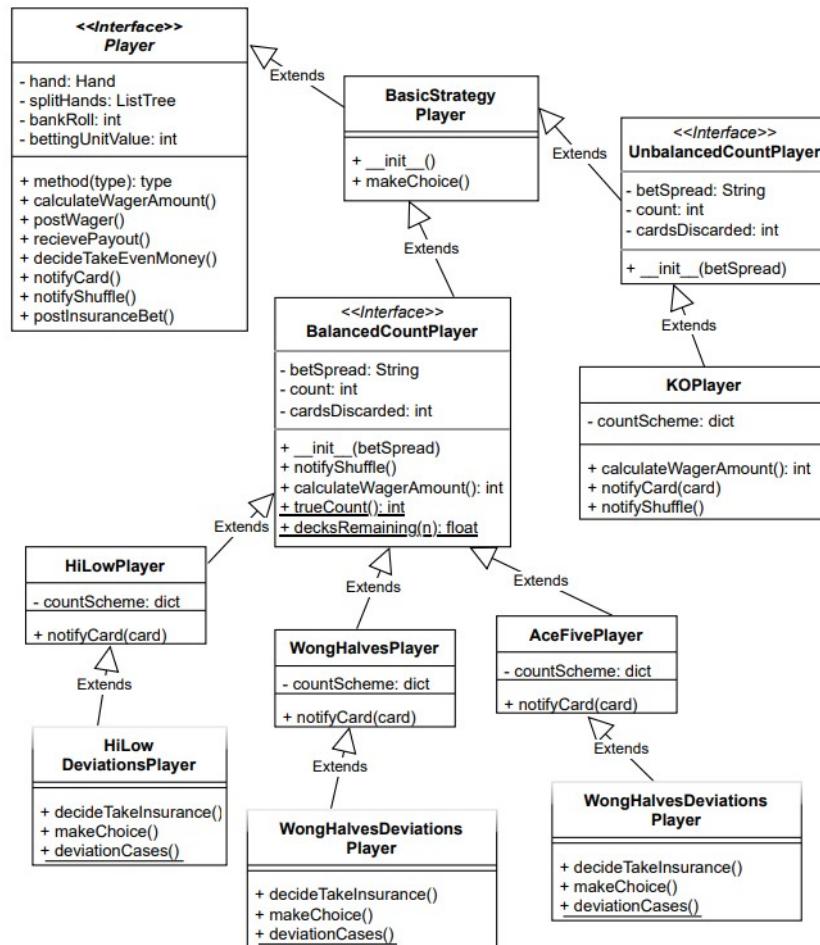 <<Interface>>
Player
- hand: Hand
- splitHands: ListTree
- bankRoll: int
- bettingUnitValue: int
+ method(type): type
+ calculateWagerAmount()
+ postWager()
+ recievePayout()
+ decideTakeEvenMoney()
+ notifyCard()
+ notifyShuffle()
+ postInsuranceBet()
Extends
BasicStrategy
Player
+ __init__()
+ makeChoice()
Extends
<<Interface>>
UnbalancedCountPlayer
- betSpread: String
- count: int
- cardsDiscarded: int
+ __init__(betSpread)
Extends
<<Interface>>
BalancedCountPlayer
- betSpread: String
- count: int
- cardsDiscarded: int
+ __init__(betSpread)
+ notifyShuffle()
+ calculateWagerAmount(): int
+ trueCount(): int
+ decksRemaining(n): float
Extends
KOPlayer
- countScheme: dict
+ calculateWagerAmount(): int
+ notifyCard(card)
+ notifyShuffle()
Extends
HiLowPlayer
- countScheme: dict
+ notifyCard(card)
Extends
WongHalvesPlayer
- countScheme: dict
+ notifyCard(card)
Extends
AceFivePlayer
- countScheme: dict
+ notifyCard(card)
Extends
HiLow
DeviationsPlayer
+ decideTakeInsurance()
+ makeChoice()
+ deviationCases()
Extends
WongHalvesDeviations
Player
+ decideTakeInsurance()
+ makeChoice()
+ deviationCases()
Extends
WongHalvesDeviations
Player
+ decideTakeInsurance()
+ makeChoice()
+ deviationCases()